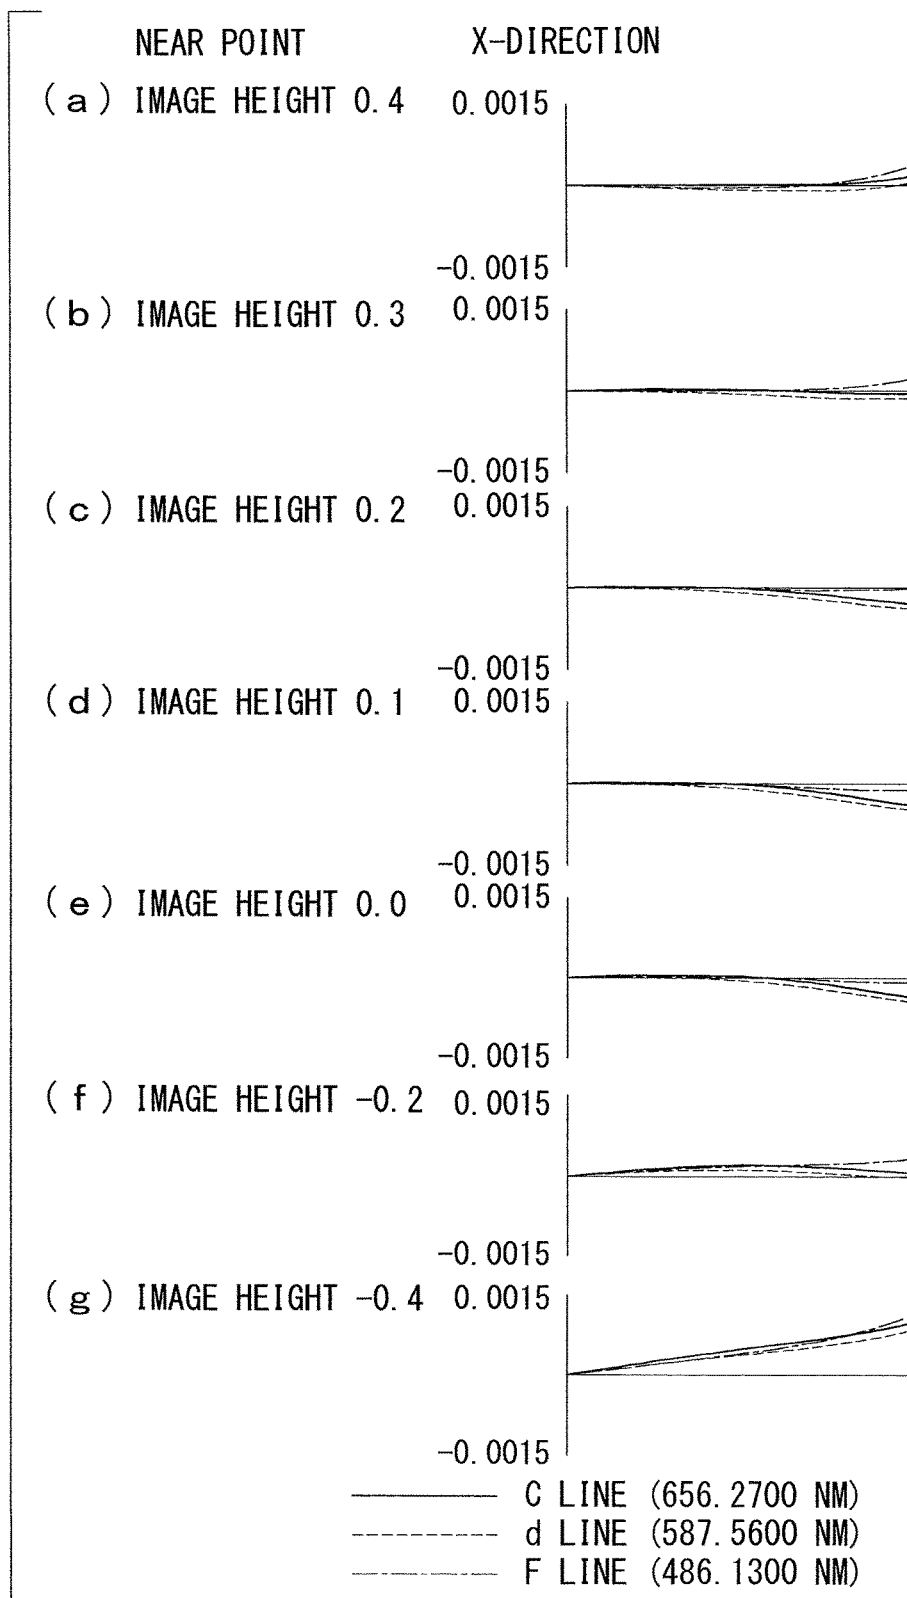 NEAR POINT X-DIRECTION
(a) IMAGE HEIGHT 0.4 0.0015
-0.0015
(b) IMAGE HEIGHT 0.3 0.0015
-0.0015
(c) IMAGE HEIGHT 0.2 0.0015
-0.0015
(d) IMAGE HEIGHT 0.1 0.0015
-0.0015
(e) IMAGE HEIGHT 0.0 0.0015
-0.0015
(f) IMAGE HEIGHT -0.2 0.0015
-0.0015
(g) IMAGE HEIGHT -0.4 0.0015
-0.0015
C LINE (656.2700 NM)
d LINE (587.5600 NM)
F LINE (486.1300 NM)